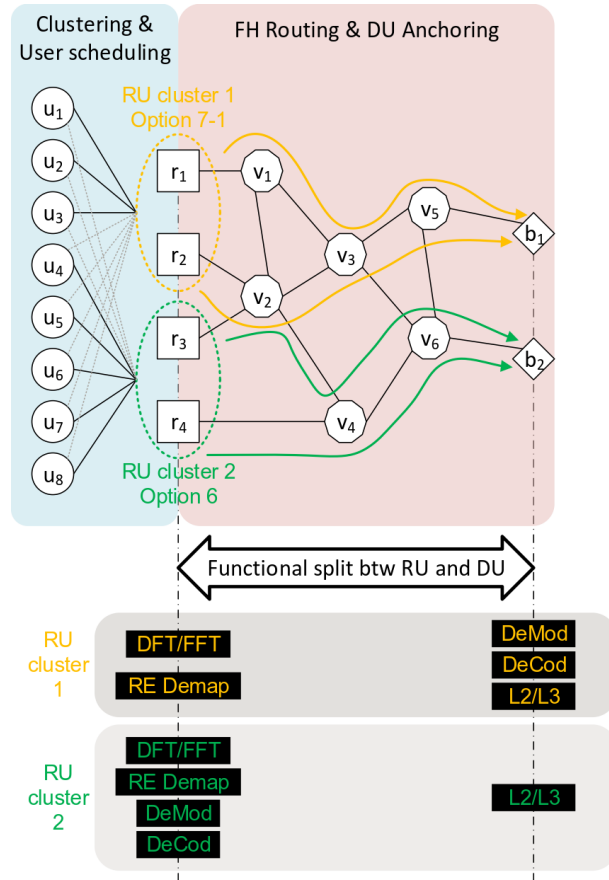 Clustering &
User scheduling
FH Routing & DU Anchoring
RU cluster 1
Option 7-1
u1
u2
u3
u4
u5
u6
u7
u8
r1
r2
r3
r4
v1
v2
v3
v4
v5
v6
b1
b2
RU cluster 2
Option 6
Functional split btw RU and DU
RU
cluster
1
DFT/FFT
RE Demap
DeMod
DeCod
L2/L3
RU
cluster
2
DFT/FFT
RE Demap
DeMod
DeCod
L2/L3